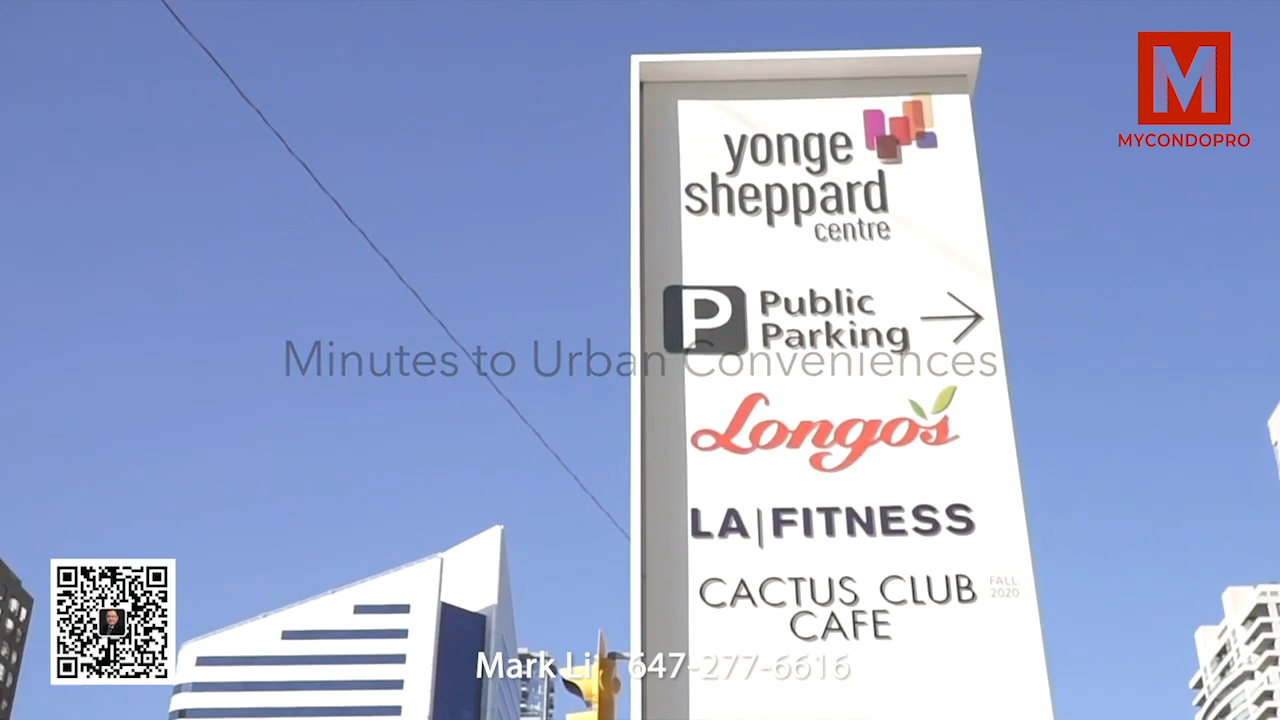 M
MYCONDOPRO
yonge
sheppard
centre
P Public
Parking
Minutes to Urban Conveniences
Longo's
LA|FITNESS
CACTUS CLUB
CAFE
FALL
2020
Mark Li 647-277-6616